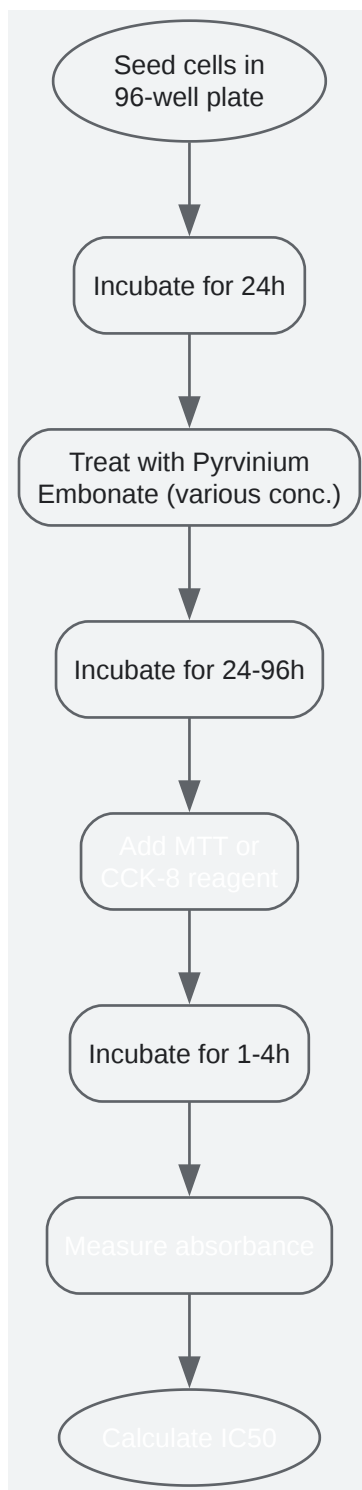 Seed cells in
96-well plate
Incubate for 24h
Treat with Pyrvinium
Embonate (various conc.)
Incubate for 24-96h
Add MTT or
CCK-8 reagent
Incubate for 1-4h
Measure absorbance
Calculate IC50